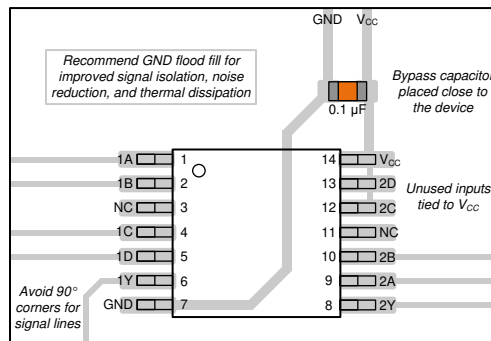 GND V_CC
Recommend GND flood fill for
improved signal isolation, noise
reduction, and thermal dissipation
Bypass capacitor
placed close to
the device
0.1 µF
1A 1 14 V_CC
1B 2 13 2D
Unused inputs
tied to V_CC
NC 3 12 2C
1C 4 11 NC
1D 5 10 2B
1Y 6 9 2A
GND 7 8 2Y
Avoid 90°
corners for
signal lines